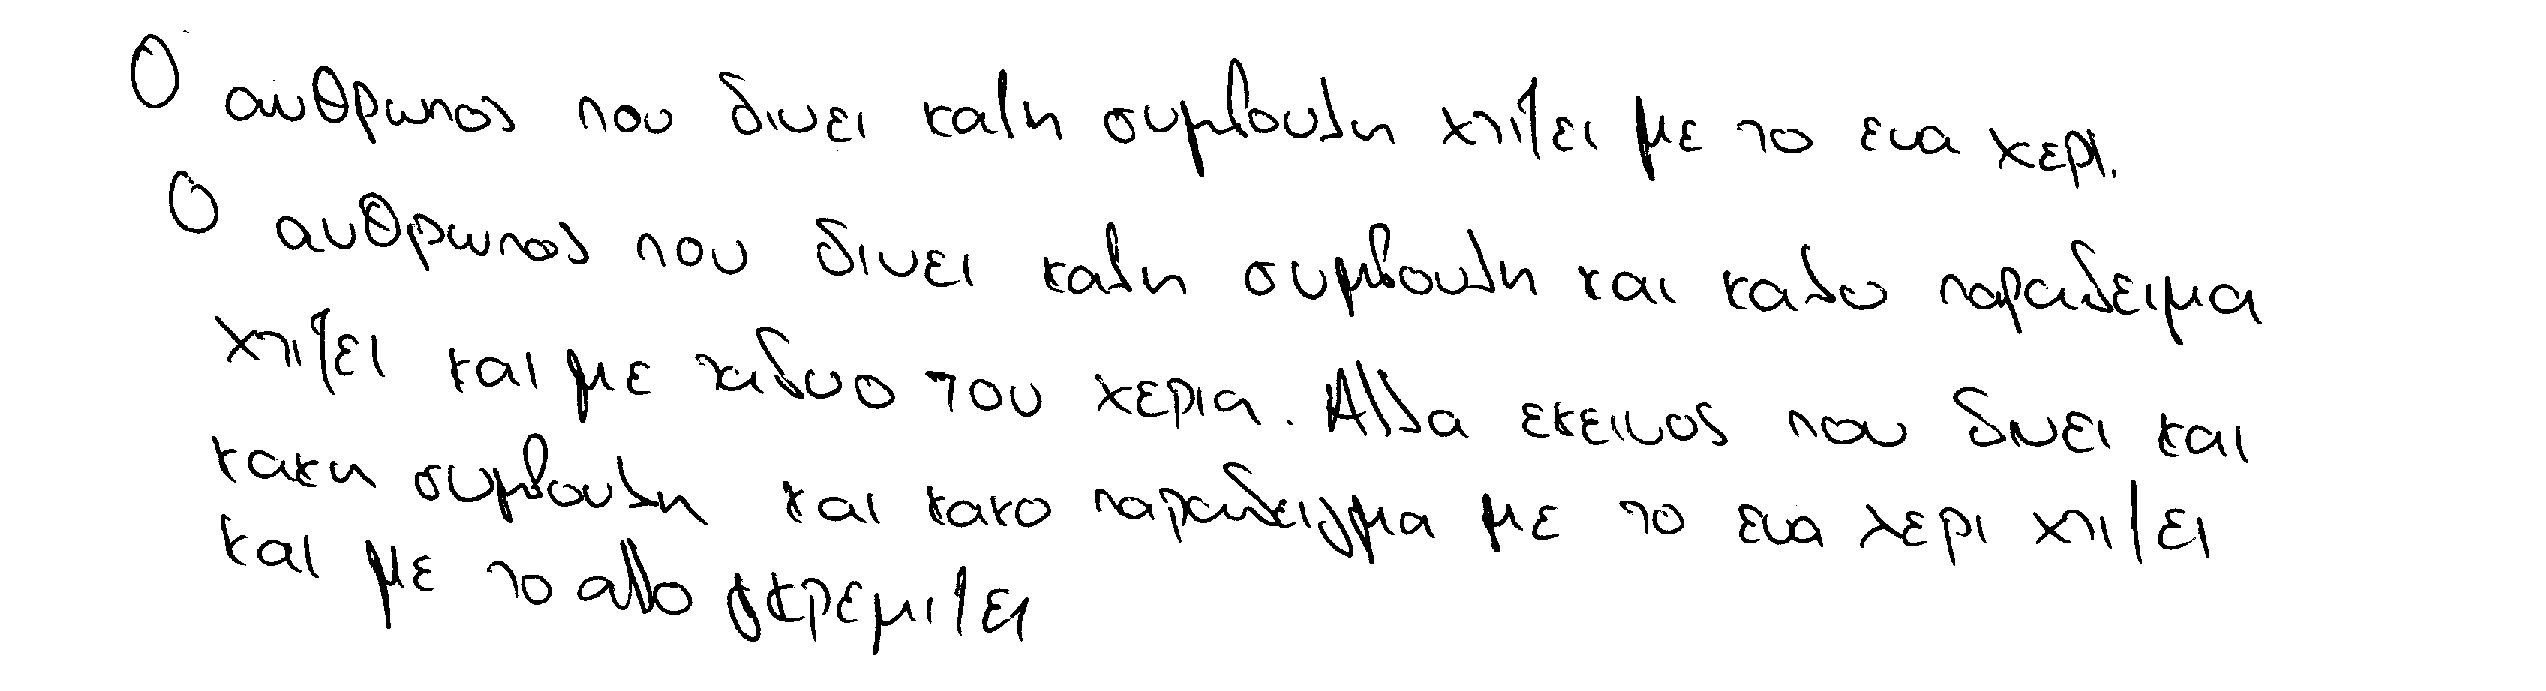 Ο ανθρωπος που δινει καλη συμβουλη χτιζει με το ενα χερι.
Ο ανθρωπος που δινει καλη συμβουλη και καλο παραδειμα
χτιζει και με τα δυο του χερια. Αλλα εκεινος που δινει και
κακη συμβουλη και κακο παραδειγμα με το ενα χερι χτιζει
και με το αλλο γκρεμιζει